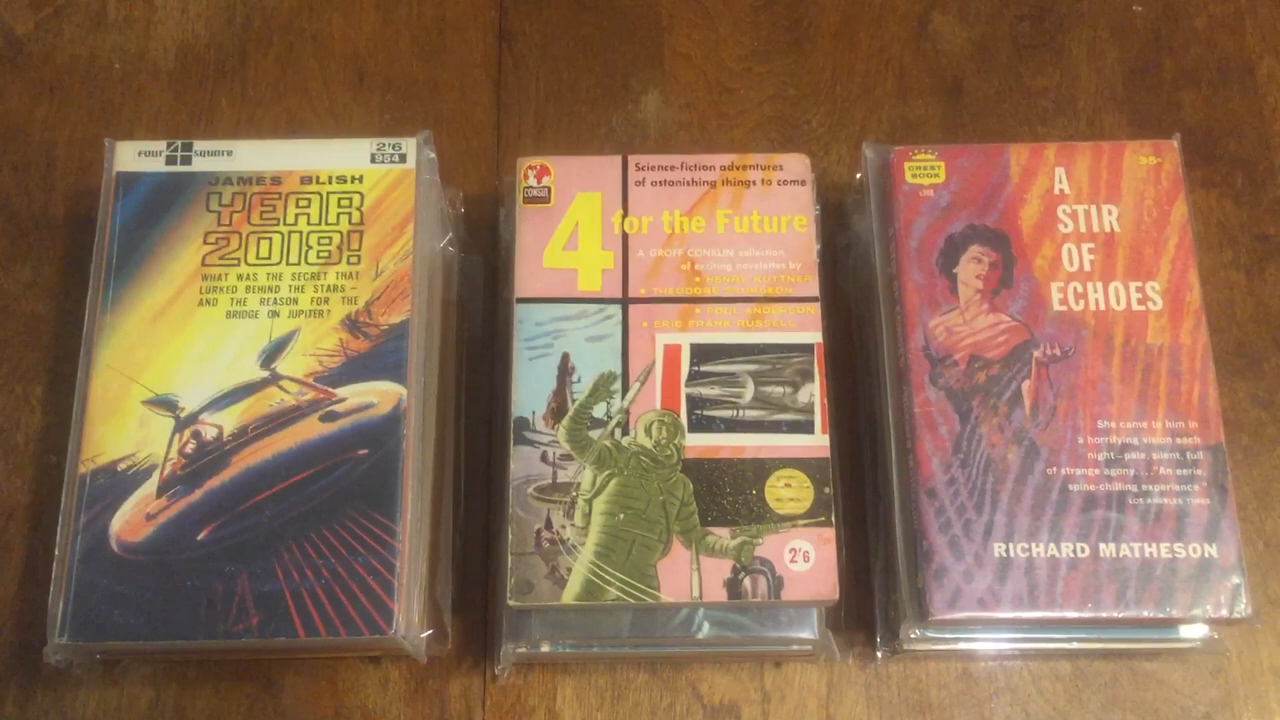 FOUR 4 SQUARE
2'/6
954
JAMES BLISH
YEAR
2018!
WHAT WAS THE SECRET THAT
LURKED BEHIND THE STARS –
AND THE REASON FOR THE
BRIDGE ON JUPITER?
CONSUL
Science-fiction adventures
of astonishing things to come
4 for the Future
A GROFF CONKLIN collection
of exciting novelettes by
• HENRY KUTTNER
• THEODORE STURGEON
• POUL ANDERSON
• ERIC FRANK RUSSELL
2'/6
CREST
BOOK
35¢
A
STIR
OF
ECHOES
She came to him in
a horrifying vision each
night–pale, silent, full
of strange agony...."An eerie,
spine-chilling experience."
LOS ANGELES TIMES
RICHARD MATHESON